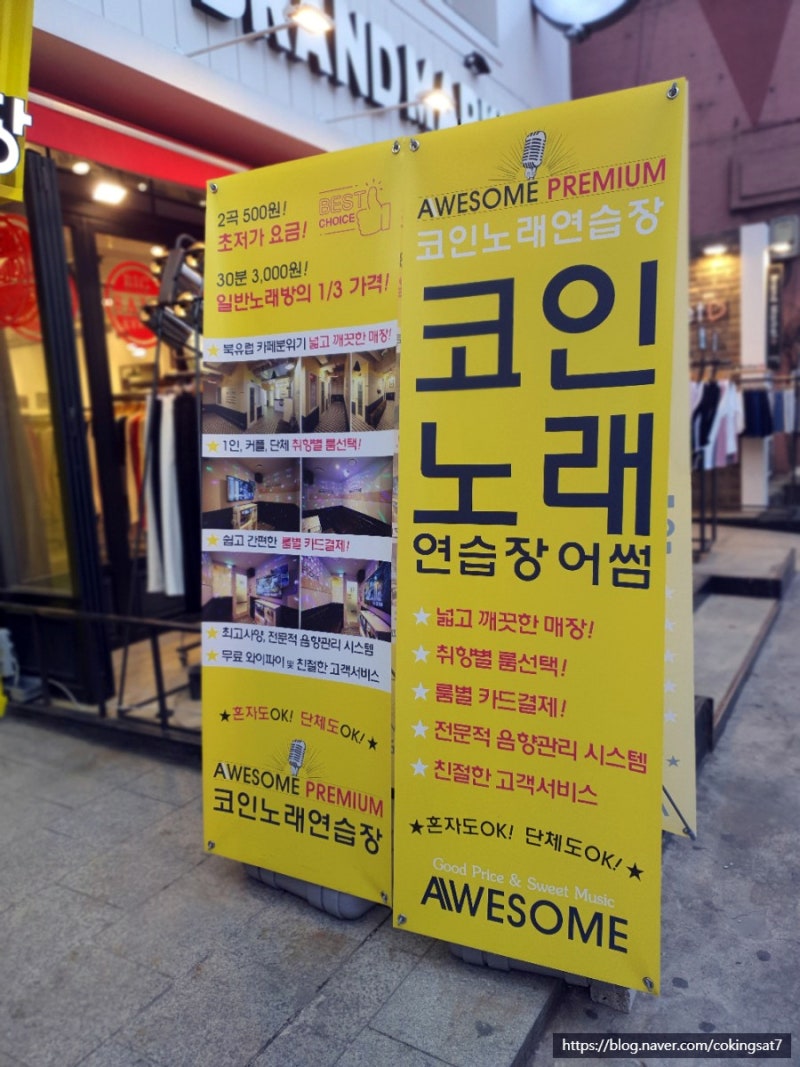 BRANDMARK
장
2곡 500원!
초저가 요금!
BEST
CHOICE
30분 3,000원!
일반노래방의 1/3 가격!
★ 북유럽 카페분위기 넓고 깨끗한 매장!
★ 1인, 커플, 단체 취향별 룸선택!
★ 쉽고 간편한 룸별 카드결제!
★ 최고사양, 전문적 음향관리 시스템
★ 무료 와이파이 및 친절한 고객서비스
★혼자도OK! 단체도OK!★
AWESOME PREMIUM
코인노래연습장
AWESOME PREMIUM
코인노래연습장
코인
노래
연습장 어썸
★ 넓고 깨끗한 매장!
★ 취향별 룸선택!
★ 룸별 카드결제!
★ 전문적 음향관리 시스템
★ 친절한 고객서비스
★혼자도OK! 단체도OK!★
Good Price & Sweet Music
AWESOME
https://blog.naver.com/cokingsat7